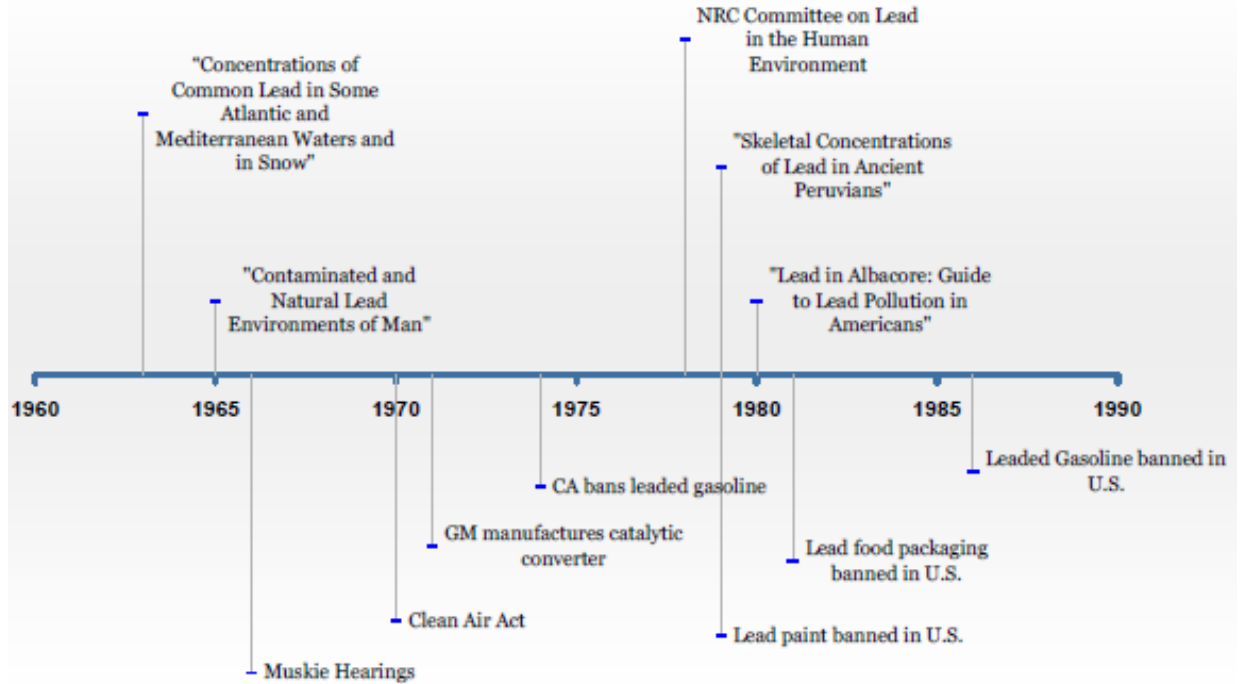 NRC Committee on Lead
in the Human
Environment
"Concentrations of
Common Lead in Some
Atlantic and
Mediterranean Waters and
in Snow"
"Skeletal Concentrations
of Lead in Ancient
Peruvians"
"Contaminated and
Natural Lead
Environments of Man"
"Lead in Albacore: Guide
to Lead Pollution in
Americans"
1960 1965 1970 1975 1980 1985 1990
Leaded Gasoline banned in
U.S.
CA bans leaded gasoline
GM manufactures catalytic
converter
Lead food packaging
banned in U.S.
Clean Air Act
Lead paint banned in U.S.
Muskie Hearings